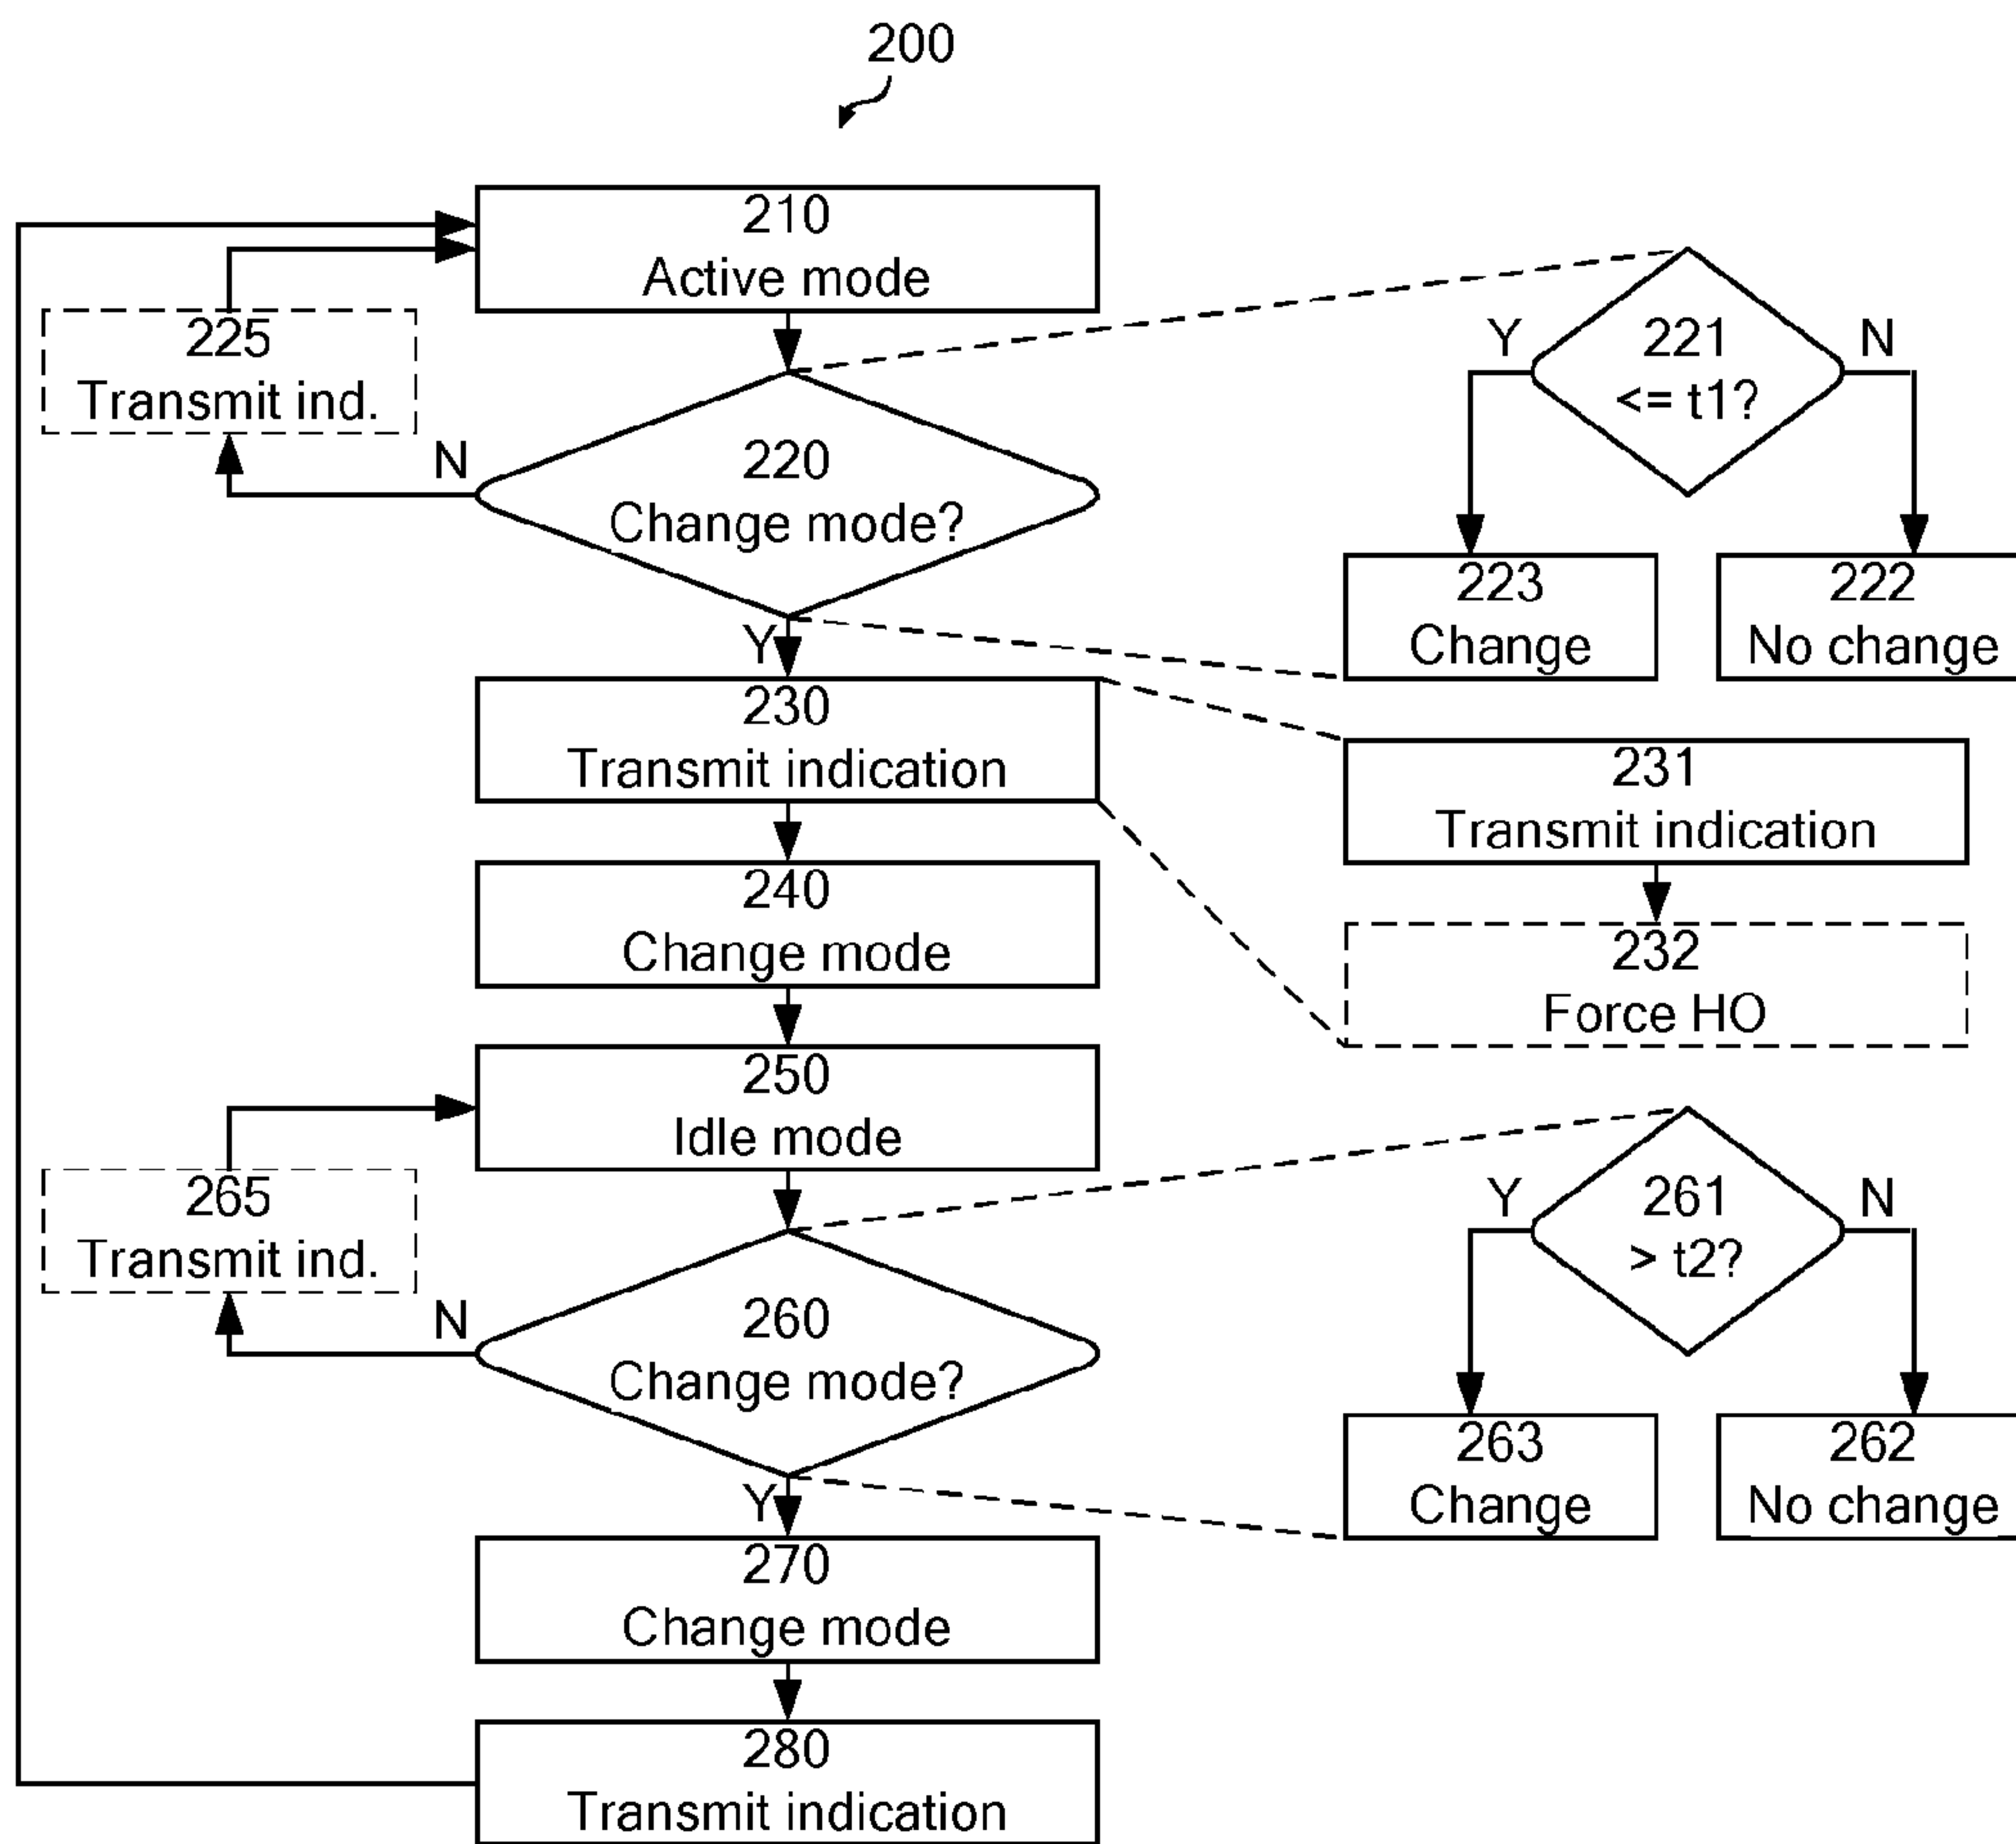 200
210
Active mode
225
Transmit ind.
N
220
Change mode?
Y
221
<= t1?
Y
N
223
Change
222
No change
230
Transmit indication
231
Transmit indication
232
Force HO
240
Change mode
250
Idle mode
265
Transmit ind.
N
260
Change mode?
Y
261
> t2?
Y
N
263
Change
262
No change
270
Change mode
280
Transmit indication